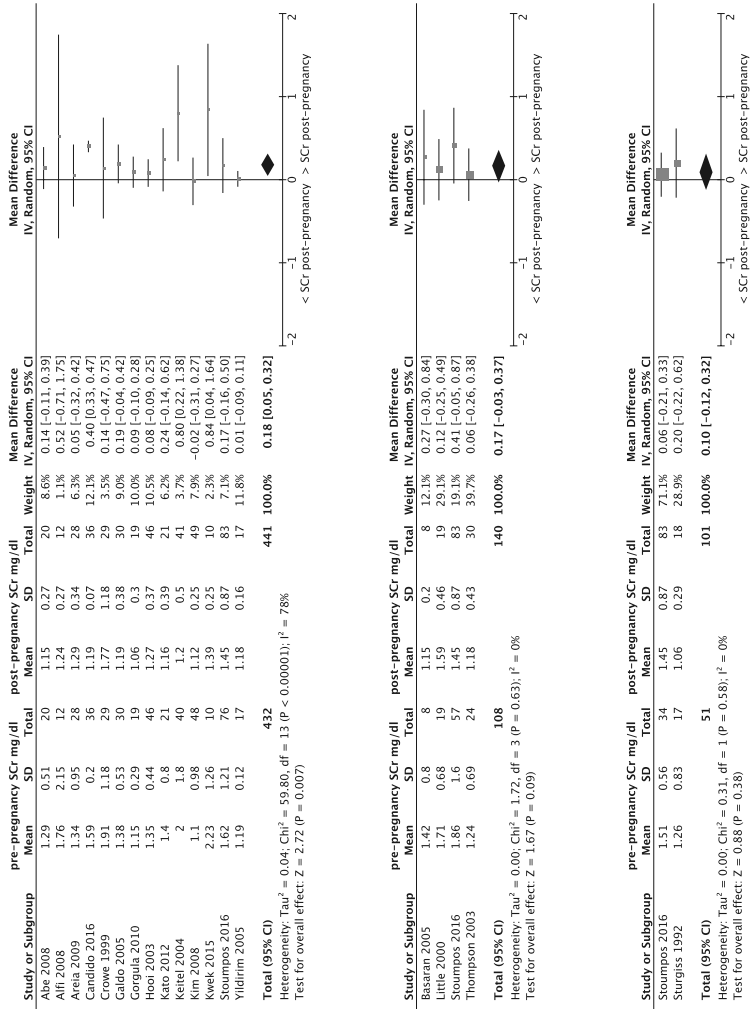 pre-pregnancy SCr mg/dl post-pregnancy SCr mg/dl Mean Difference Mean Difference
Study or Subgroup Mean SD Total Mean SD Total Weight IV, Random, 95% CI IV, Random, 95% CI
Abe 2008 1.29 0.51 20 1.15 0.27 20 8.6% 0.14 [-0.11, 0.39]
Alfi 2008 1.76 2.15 12 1.24 0.27 12 1.1% 0.52 [-0.71, 1.75]
Areia 2009 1.34 0.95 28 1.29 0.34 28 6.3% 0.05 [-0.32, 0.42]
Candido 2016 1.59 0.2 36 1.19 0.07 36 12.1% 0.40 [0.33, 0.47]
Crowe 1999 1.91 1.18 29 1.77 1.18 29 3.5% 0.14 [-0.47, 0.75]
Galdo 2005 1.38 0.53 30 1.19 0.38 30 9.0% 0.19 [-0.04, 0.42]
Gorgula 2010 1.15 0.29 19 1.06 0.3 19 10.0% 0.09 [-0.10, 0.28]
Hooi 2003 1.35 0.44 46 1.27 0.37 46 10.5% 0.08 [-0.09, 0.25]
Kato 2012 1.4 0.8 21 1.16 0.39 21 6.2% 0.24 [-0.14, 0.62]
Keitel 2004 2 1.8 40 1.2 0.5 41 3.7% 0.80 [0.22, 1.38]
Kim 2008 1.1 0.98 48 1.12 0.25 49 7.9% -0.02 [-0.31, 0.27]
Kwek 2015 2.23 1.26 10 1.39 0.25 10 2.3% 0.84 [0.04, 1.64]
Stoumpos 2016 1.62 1.21 76 1.45 0.87 83 7.1% 0.17 [-0.16, 0.50]
Yildirim 2005 1.19 0.12 17 1.18 0.16 17 11.8% 0.01 [-0.09, 0.11]
Total (95% CI) 432 441 100.0% 0.18 [0.05, 0.32]
Heterogeneity: Tau² = 0.04; Chi² = 59.80, df = 13 (P < 0.00001); I² = 78%
Test for overall effect: Z = 2.72 (P = 0.007)
-2 -1 0 1 2
< SCr post-pregnancy > SCr post-pregnancy
pre-pregnancy SCr mg/dl post-pregnancy SCr mg/dl Mean Difference Mean Difference
Study or Subgroup Mean SD Total Mean SD Total Weight IV, Random, 95% CI IV, Random, 95% CI
Basaran 2005 1.42 0.8 8 1.15 0.2 8 12.1% 0.27 [-0.30, 0.84]
Little 2000 1.71 0.68 19 1.59 0.46 19 29.1% 0.12 [-0.25, 0.49]
Stoumpos 2016 1.86 1.6 57 1.45 0.87 83 19.1% 0.41 [-0.05, 0.87]
Thompson 2003 1.24 0.69 24 1.18 0.43 30 39.7% 0.06 [-0.26, 0.38]
Total (95% CI) 108 140 100.0% 0.17 [-0.03, 0.37]
Heterogeneity: Tau² = 0.00; Chi² = 1.72, df = 3 (P = 0.63); I² = 0%
Test for overall effect: Z = 1.67 (P = 0.09)
-2 -1 0 1 2
< SCr post-pregnancy > SCr post-pregnancy
pre-pregnancy SCr mg/dl post-pregnancy SCr mg/dl Mean Difference Mean Difference
Study or Subgroup Mean SD Total Mean SD Total Weight IV, Random, 95% CI IV, Random, 95% CI
Stoumpos 2016 1.51 0.56 34 1.45 0.87 83 71.1% 0.06 [-0.21, 0.33]
Sturgiss 1992 1.26 0.83 17 1.06 0.29 18 28.9% 0.20 [-0.22, 0.62]
Total (95% CI) 51 101 100.0% 0.10 [-0.12, 0.32]
Heterogeneity: Tau² = 0.00; Chi² = 0.31, df = 1 (P = 0.58); I² = 0%
Test for overall effect: Z = 0.88 (P = 0.38)
-2 -1 0 1 2
< SCr post-pregnancy > SCr post-pregnancy